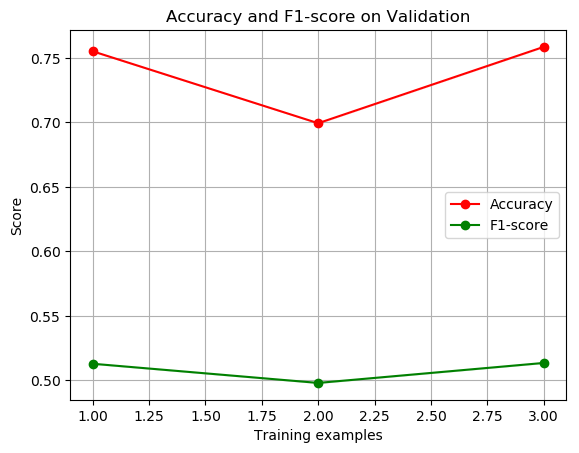 Accuracy and F1-score on Validation
Score
0.75
0.70
0.65
0.60
0.55
0.50
Accuracy
F1-score
1.00 1.25 1.50 1.75 2.00 2.25 2.50 2.75 3.00
Training examples